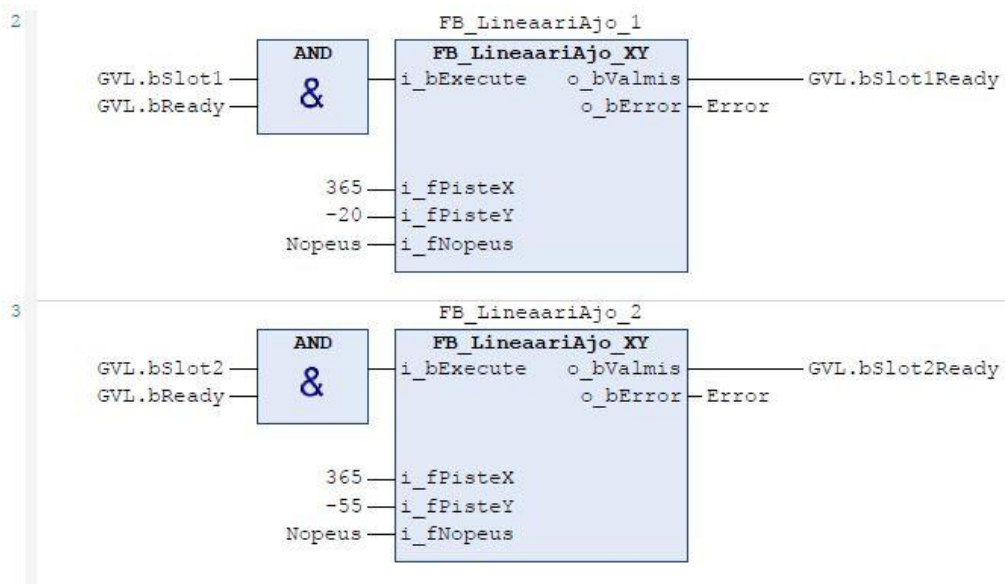 2
FB_LineaariAjo_1
AND FB_LineaariAjo_XY
GVL.bSlot1 & i_bExecute o_bValmis GVL.bSlot1Ready
GVL.bReady o_bError Error
365 i_fPisteX
-20 i_fPisteY
Nopeus i_fNopeus
3
FB_LineaariAjo_2
AND FB_LineaariAjo_XY
GVL.bSlot2 & i_bExecute o_bValmis GVL.bSlot2Ready
GVL.bReady o_bError Error
365 i_fPisteX
-55 i_fPisteY
Nopeus i_fNopeus